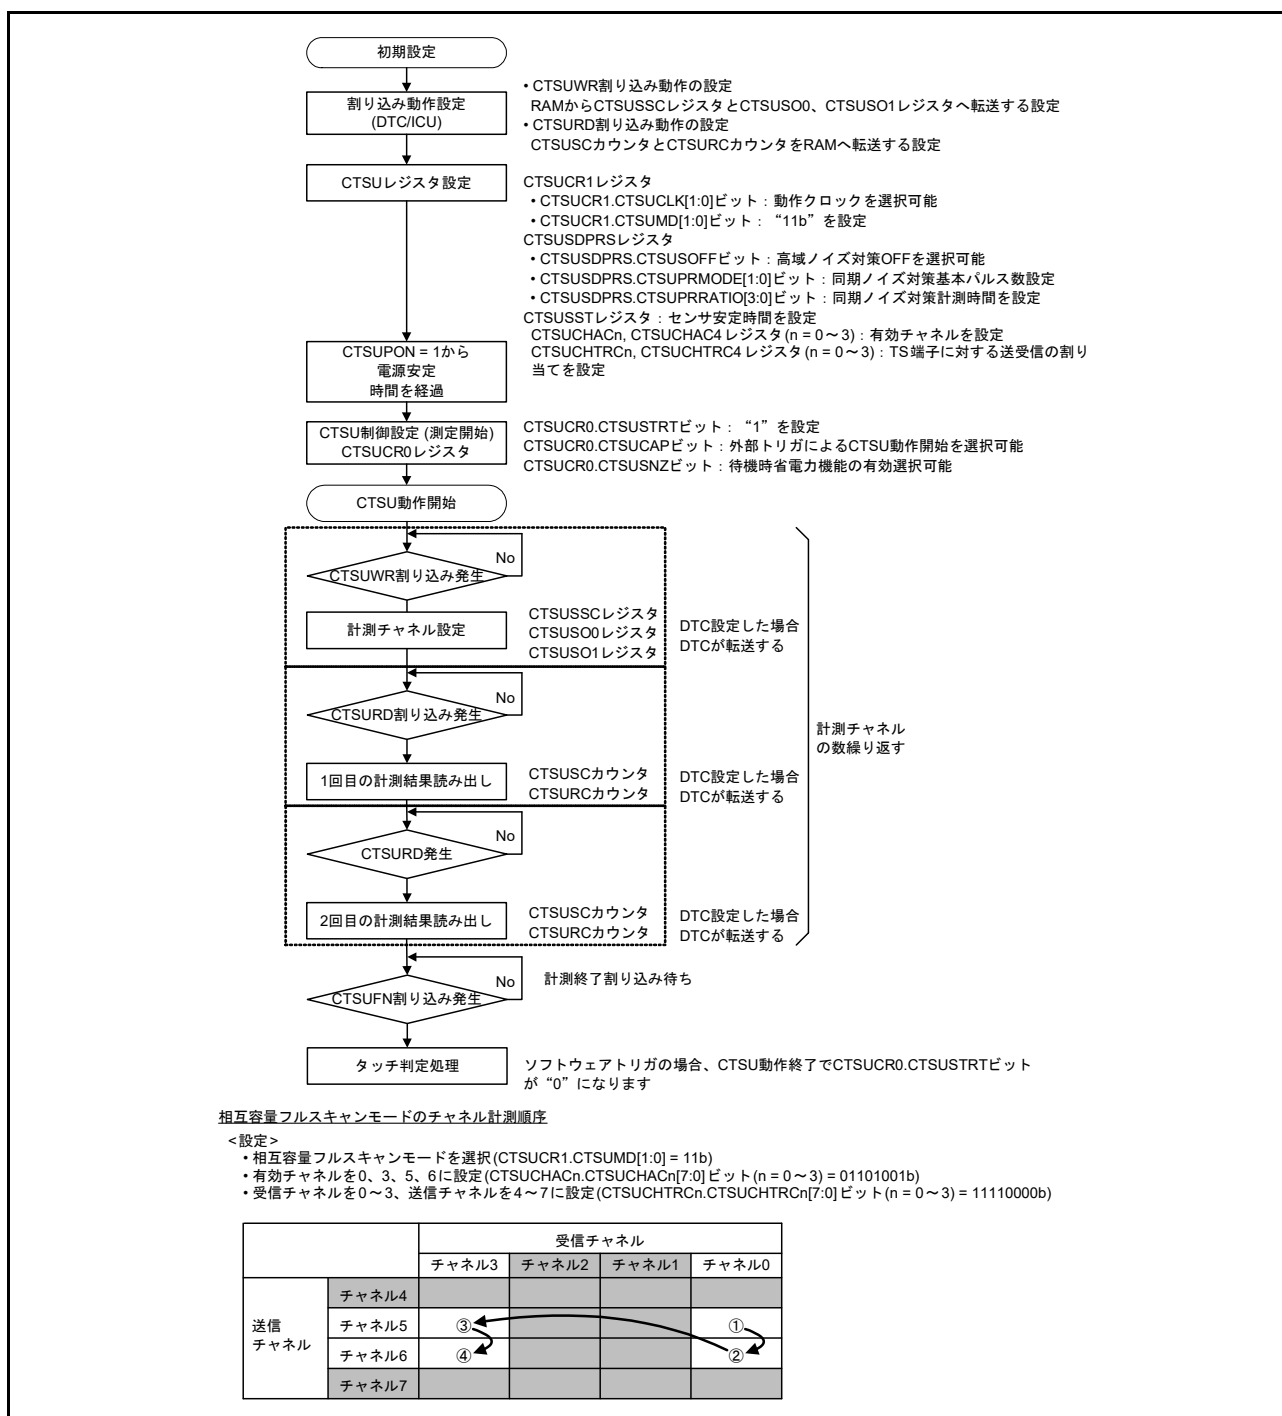 初期設定
割り込み動作設定
(DTC/ICU)
• CTSUWR割り込み動作の設定
RAMからCTSUSSCレジスタとCTSUSO0、CTSUSO1レジスタへ転送する設定
• CTSURD割り込み動作の設定
CTSUSCカウンタとCTSURCカウンタをRAMへ転送する設定
CTSUレジスタ設定
CTSUCR1レジスタ
• CTSUCR1.CTSUCLK[1:0]ビット：動作クロックを選択可能
• CTSUCR1.CTSUMD[1:0]ビット：“11b”を設定
CTSUSDPRSレジスタ
• CTSUSDPRS.CTSUSOFFビット：高域ノイズ対策OFFを選択可能
• CTSUSDPRS.CTSUPRMODE[1:0]ビット：同期ノイズ対策基本パルス数設定
• CTSUSDPRS.CTSUPRRATIO[3:0]ビット：同期ノイズ対策計測時間を設定
CTSUSSTレジスタ：センサ安定時間を設定
CTSUCHACn, CTSUCHAC4レジスタ(n = 0～3)：有効チャネルを設定
CTSUCHTRCn, CTSUCHTRC4レジスタ(n = 0～3)：TS端子に対する送受信の割り
当てを設定
CTSUPON = 1から
電源安定
時間を経過
CTSU制御設定 (測定開始)
CTSUCR0レジスタ
CTSUCR0.CTSUSTRTビット：“1”を設定
CTSUCR0.CTSUCAPビット：外部トリガによるCTSU動作開始を選択可能
CTSUCR0.CTSUSNZビット：待機時省電力機能の有効選択可能
CTSU動作開始
No
CTSUWR割り込み発生
計測チャネル設定
CTSUSSCレジスタ
CTSUSO0レジスタ
CTSUSO1レジスタ
DTC設定した場合
DTCが転送する
No
CTSURD割り込み発生
計測チャネル
の数繰り返す
1回目の計測結果読み出し
CTSUSCカウンタ
CTSURCカウンタ
DTC設定した場合
DTCが転送する
No
CTSURD発生
2回目の計測結果読み出し
CTSUSCカウンタ
CTSURCカウンタ
DTC設定した場合
DTCが転送する
No
計測終了割り込み待ち
CTSUFN割り込み発生
タッチ判定処理
ソフトウェアトリガの場合、CTSU動作終了でCTSUCR0.CTSUSTRTビット
が“0”になります
相互容量フルスキャンモードのチャネル計測順序
<設定>
• 相互容量フルスキャンモードを選択(CTSUCR1.CTSUMD[1:0] = 11b)
• 有効チャネルを0、3、5、6に設定(CTSUCHACn.CTSUCHACn[7:0]ビット(n = 0～3) = 01101001b)
• 受信チャネルを0～3、送信チャネルを4～7に設定(CTSUCHTRCn.CTSUCHTRCn[7:0]ビット(n = 0～3) = 11110000b)
受信チャネル
チャネル3 チャネル2 チャネル1 チャネル0
送信
チャネル
チャネル4
チャネル5 ③ ①
チャネル6 ④ ②
チャネル7